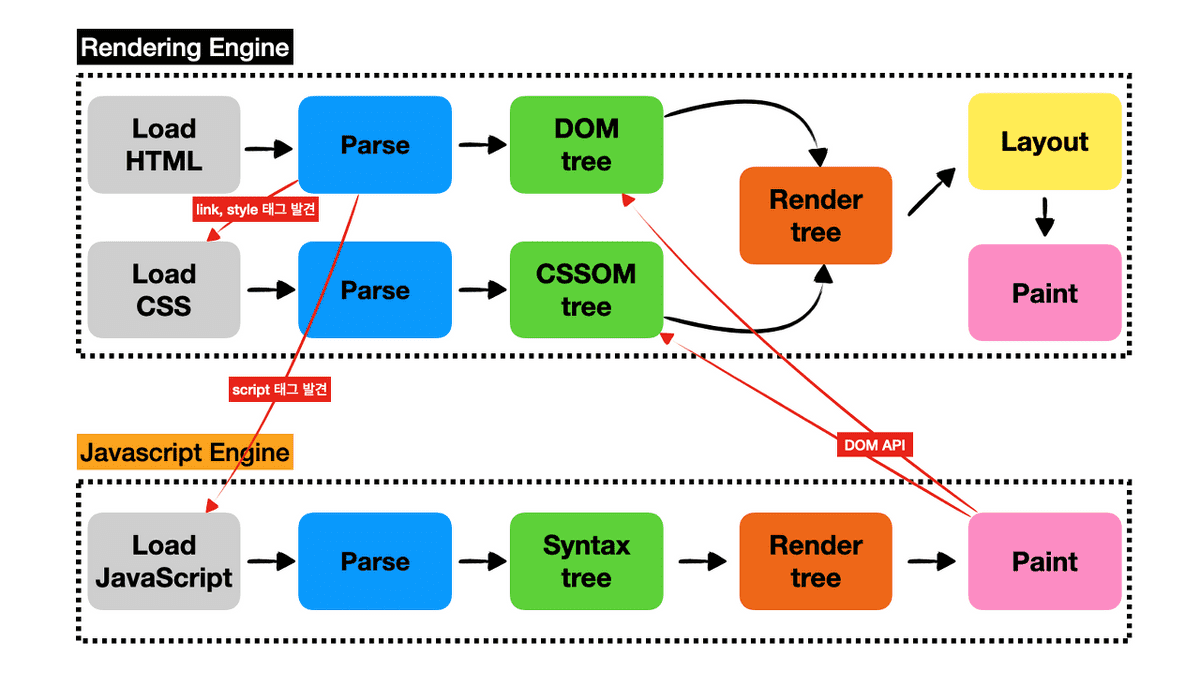 Rendering Engine
Load
HTML
Parse
DOM
tree
Render
tree
Layout
link, style 태그 발견
Load
CSS
Parse
CSSOM
tree
Paint
script 태그 발견
Javascript Engine
DOM API
Load
JavaScript
Parse
Syntax
tree
Render
tree
Paint